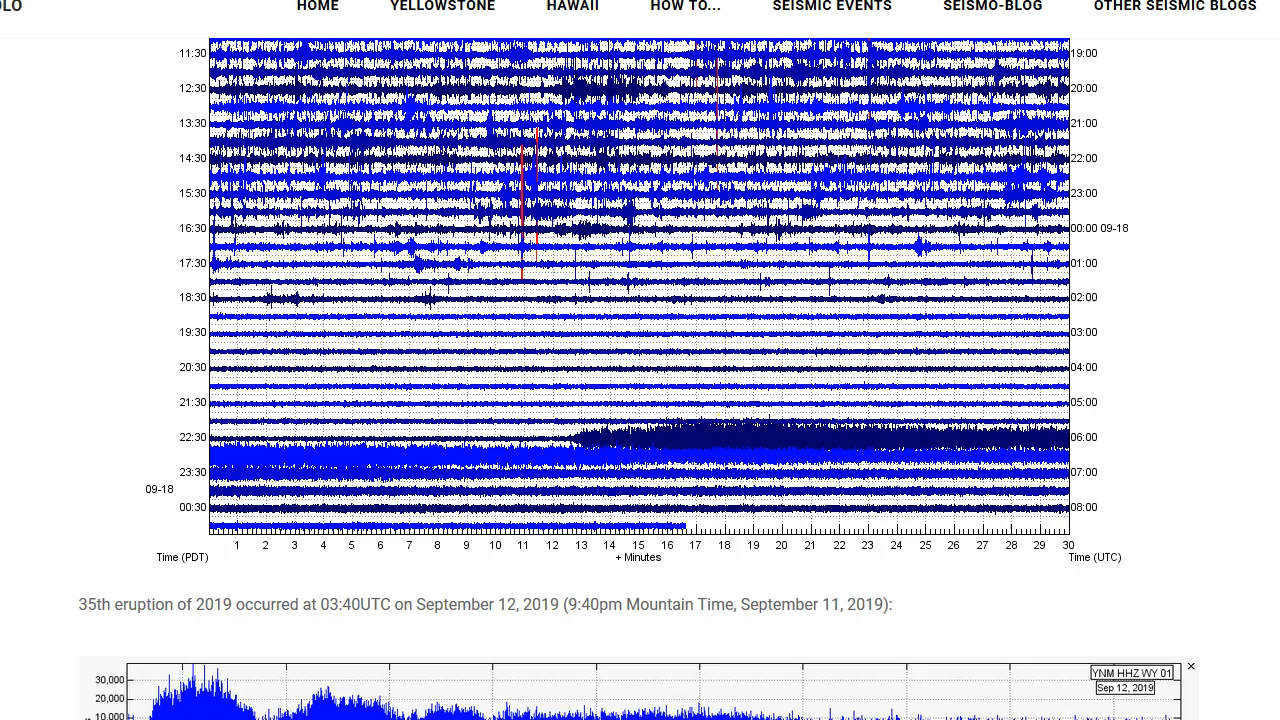 OLO HOME YELLOWSTONE HAWAII HOW TO... SEISMIC EVENTS SEISMO-BLOG OTHER SEISMIC BLOGS
11:30 19:00
12:30 20:00
13:30 21:00
14:30 22:00
15:30 23:00
16:30 00:00 09-18
17:30 01:00
18:30 02:00
19:30 03:00
20:30 04:00
21:30 05:00
22:30 06:00
23:30 07:00
09-18
00:30 08:00
1 2 3 4 5 6 7 8 9 10 11 12 13 14 15 16 17 18 19 20 21 22 23 24 25 26 27 28 29 30
Time (PDT) + Minutes Time (UTC)
35th eruption of 2019 occurred at 03:40UTC on September 12, 2019 (9:40pm Mountain Time, September 11, 2019):
YNM HHZ WY 01
30,000
Sep 12, 2019
20,000
10,000